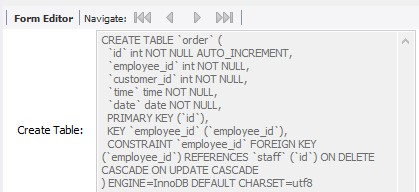 Form Editor Navigate:
Create Table:
CREATE TABLE `order` (
`id` int NOT NULL AUTO_INCREMENT,
`employee_id` int NOT NULL,
`customer_id` int NOT NULL,
`time` time NOT NULL,
`date` date NOT NULL,
PRIMARY KEY (`id`),
KEY `employee_id` (`employee_id`),
CONSTRAINT `employee_id` FOREIGN KEY
(`employee_id`) REFERENCES `staff` (`id`) ON DELETE
CASCADE ON UPDATE CASCADE
) ENGINE=InnoDB DEFAULT CHARSET=utf8